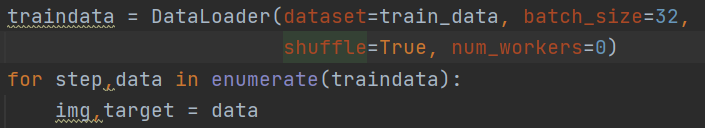 traindata = DataLoader(dataset=train_data, batch_size=32,
shuffle=True, num_workers=0)
for step,data in enumerate(traindata):
img,target = data